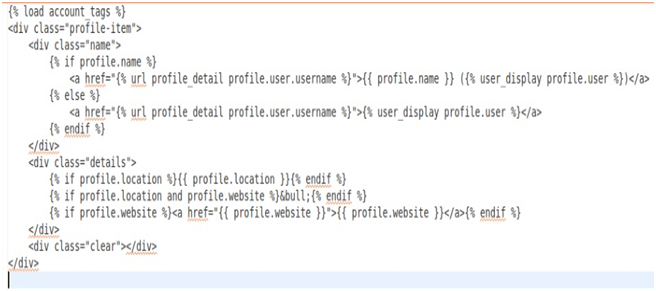 {% load account_tags %}
<div class="profile-item">
    <div class="name">
        {% if profile.name %}
            <a href="{% url profile_detail profile.user.username %}">{{ profile.name }} ({% user_display profile.user %})</a>
        {% else %}
            <a href="{% url profile_detail profile.user.username %}">{% user_display profile.user %}</a>
        {% endif %}
    </div>
    <div class="details">
        {% if profile.location %}{{ profile.location }}{% endif %}
        {% if profile.location and profile.website %}&bull;{% endif %}
        {% if profile.website %}<a href="{{ profile.website }}">{{ profile.website }}</a>{% endif %}
    </div>
    <div class="clear"></div>
</div>